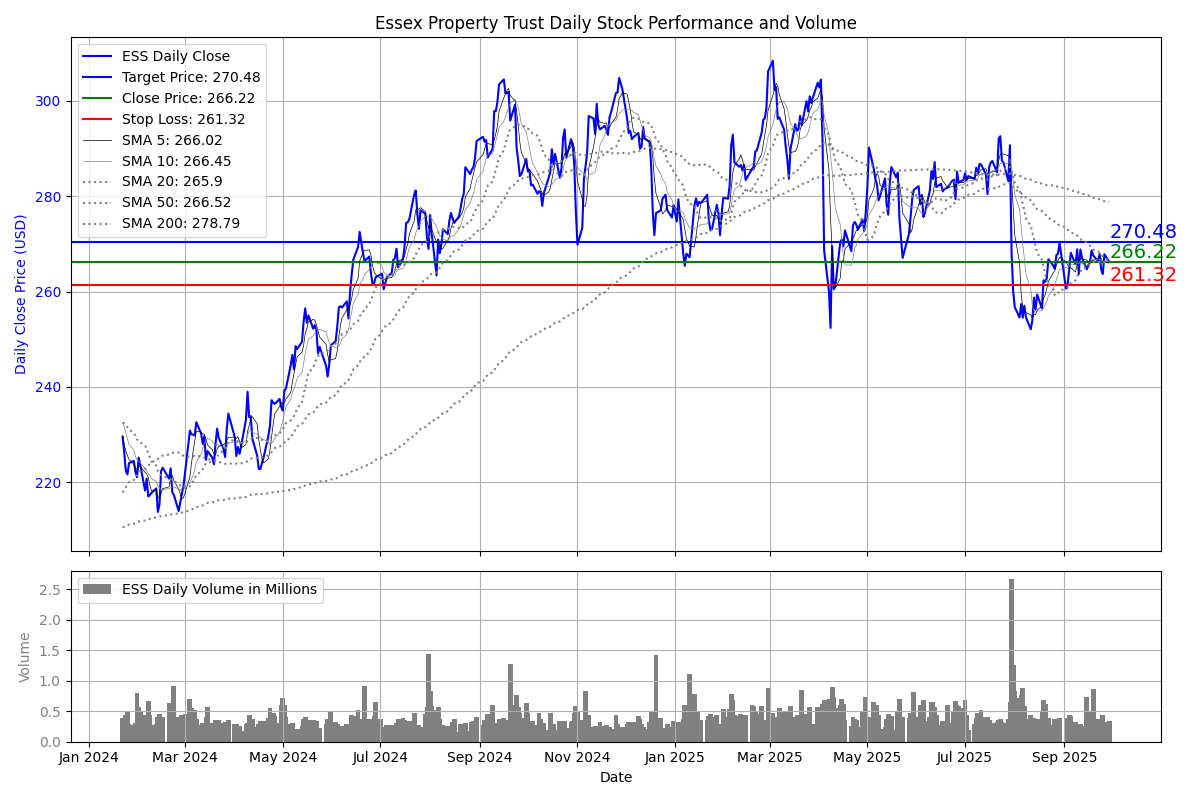 Essex Property Trust Daily Stock Performance and Volume
ESS Daily Close
Target Price: 270.48
Close Price: 266.22
Stop Loss: 261.32
SMA 5: 266.02
SMA 10: 266.45
SMA 20: 265.9
SMA 50: 266.52
SMA 200: 278.79
Daily Close Price (USD)
300
280
260
240
220
270.48
266.22
261.32
ESS Daily Volume in Millions
Volume
2.5
2.0
1.5
1.0
0.5
0.0
Jan 2024 Mar 2024 May 2024 Jul 2024 Sep 2024 Nov 2024 Jan 2025 Mar 2025 May 2025 Jul 2025 Sep 2025
Date